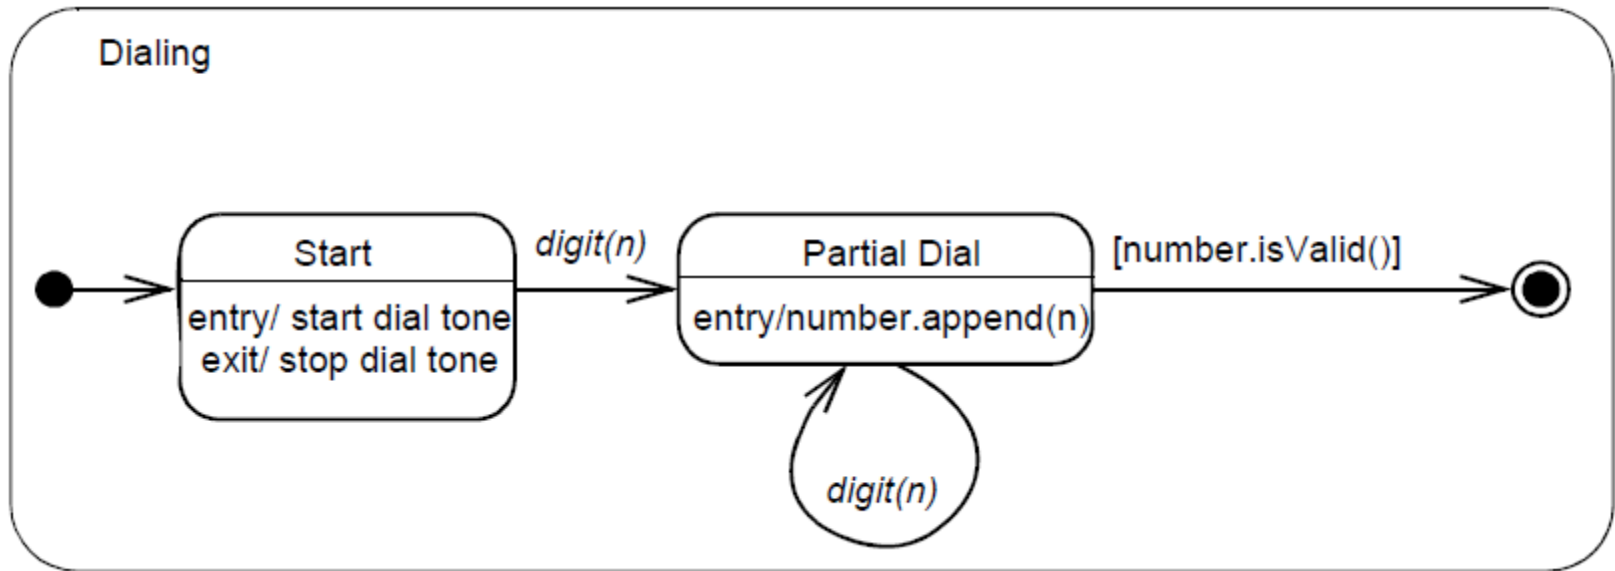 Dialing
Start
entry/ start dial tone
exit/ stop dial tone
digit(n)
Partial Dial
entry/number.append(n)
digit(n)
[number.isValid()]